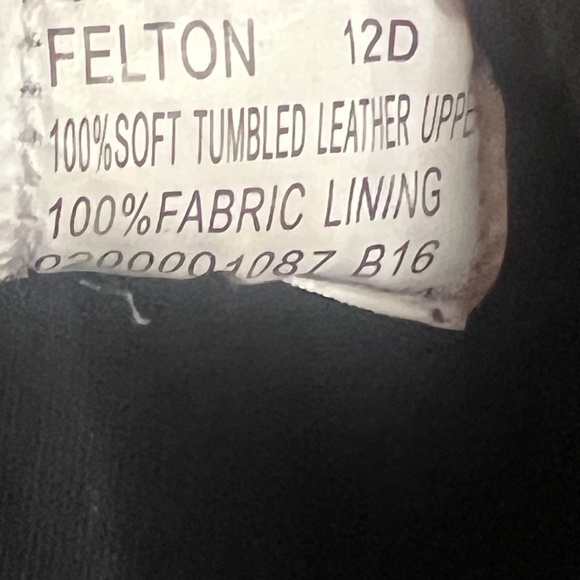 FELTON 12D
100%SOFT TUMBLED LEATHER UPPE
100%FABRIC LINING
B16